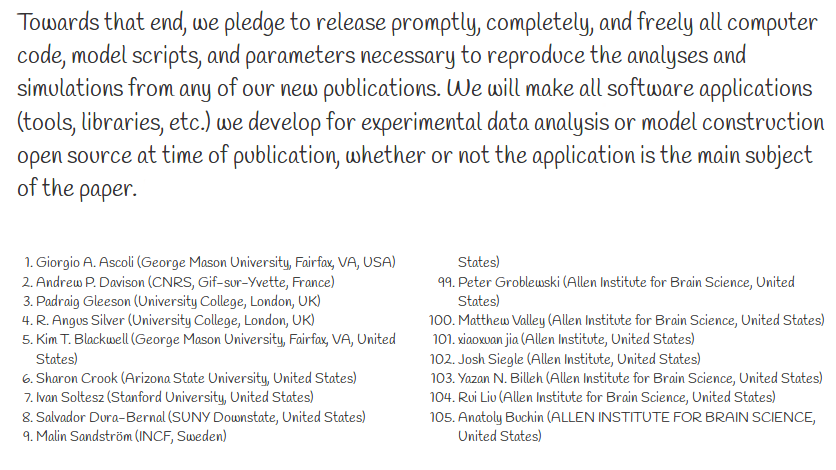 Towards that end, we pledge to release promptly, completely, and freely all computer
code, model scripts, and parameters necessary to reproduce the analyses and
simulations from any of our new publications. We will make all software applications
(tools, libraries, etc.) we develop for experimental data analysis or model construction
open source at time of publication, whether or not the application is the main subject
of the paper.
1. Giorgio A. Ascoli (George Mason University, Fairfax, VA, USA)
2. Andrew P. Davison (CNRS, Gif-sur-Yvette, France)
3. Padraig Gleeson (University College, London, UK)
4. R. Angus Silver (University College, London, UK)
5. Kim T. Blackwell (George Mason University, Fairfax, VA, United
States)
6. Sharon Crook (Arizona State University, United States)
7. Ivan Soltesz (Stanford University, United States)
8. Salvador Dura-Bernal (SUNY Downstate, United States)
9. Malin Sandström (INCF, Sweden)
States)
99. Peter Groblewski (Allen Institute for Brain Science, United
States)
100. Matthew Valley (Allen Institute for Brain Science, United States)
101. xiaoxuan jia (Allen Institute, United States)
102. Josh Siegle (Allen Institute, United States)
103. Yazan N. Billeh (Allen Institute for Brain Science, United States)
104. Rui Liu (Allen Institute for Brain Science, United States)
105. Anatoly Buchin (ALLEN INSTITUTE FOR BRAIN SCIENCE,
United States)